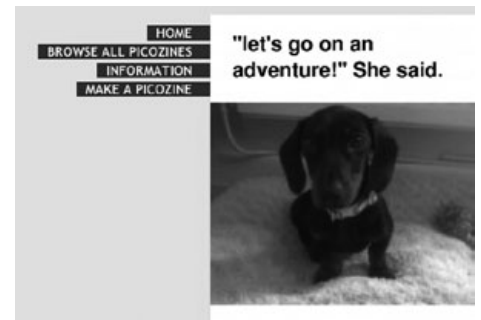 HOME
BROWSE ALL PICOZINES
INFORMATION
MAKE A PICOZINE
"let's go on an
adventure!" She said.